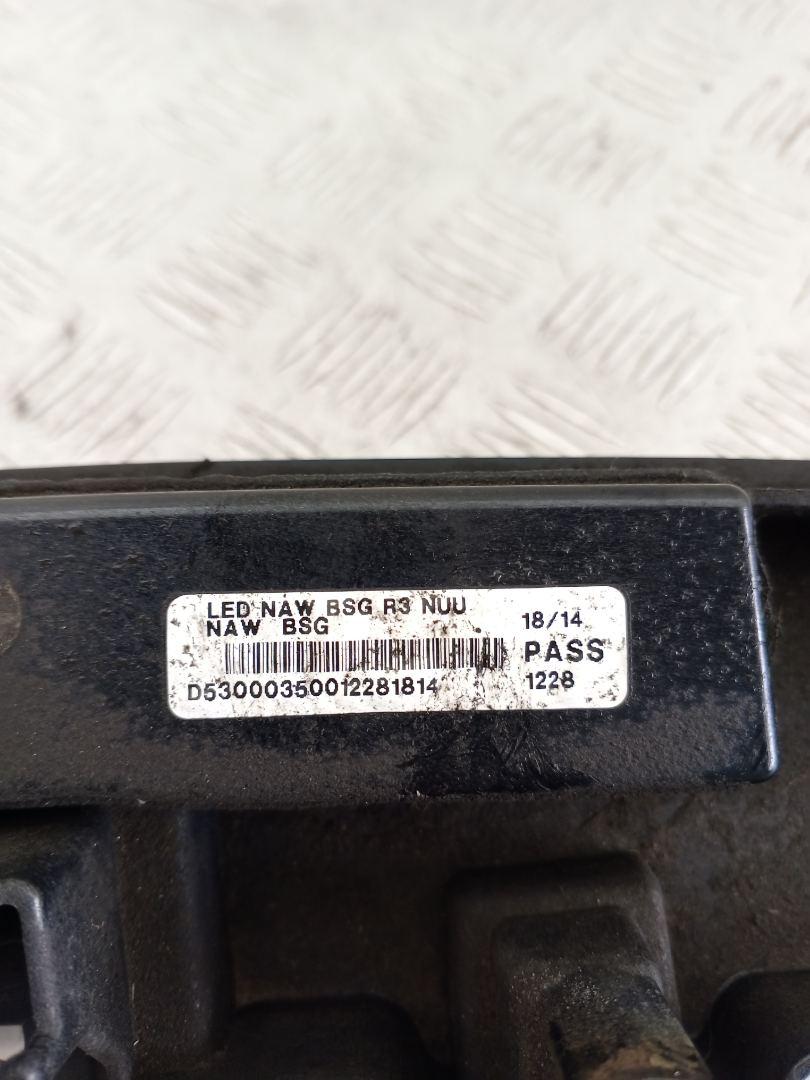 LED NAW BSG R3 NUU
NAW BSG
18/14
PASS
D53000350012281814
1228